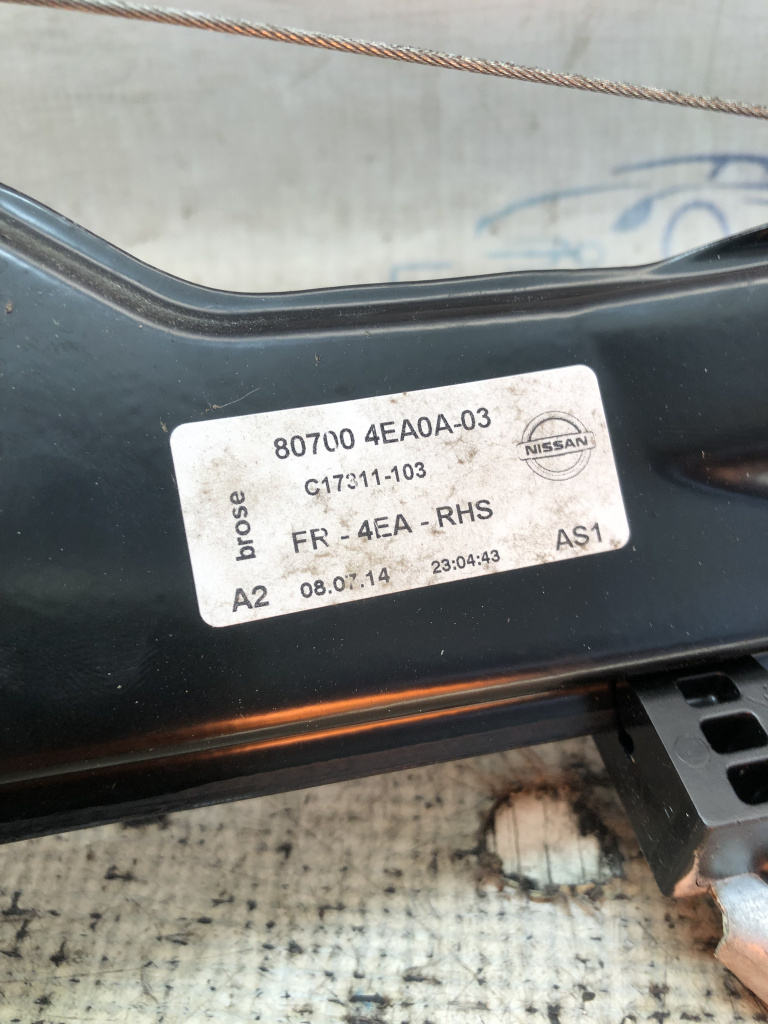 80700 4EA0A-03
NISSAN
C17311-103
brose
FR - 4EA - RHS
A2 08.07.14 23:04:43 AS1